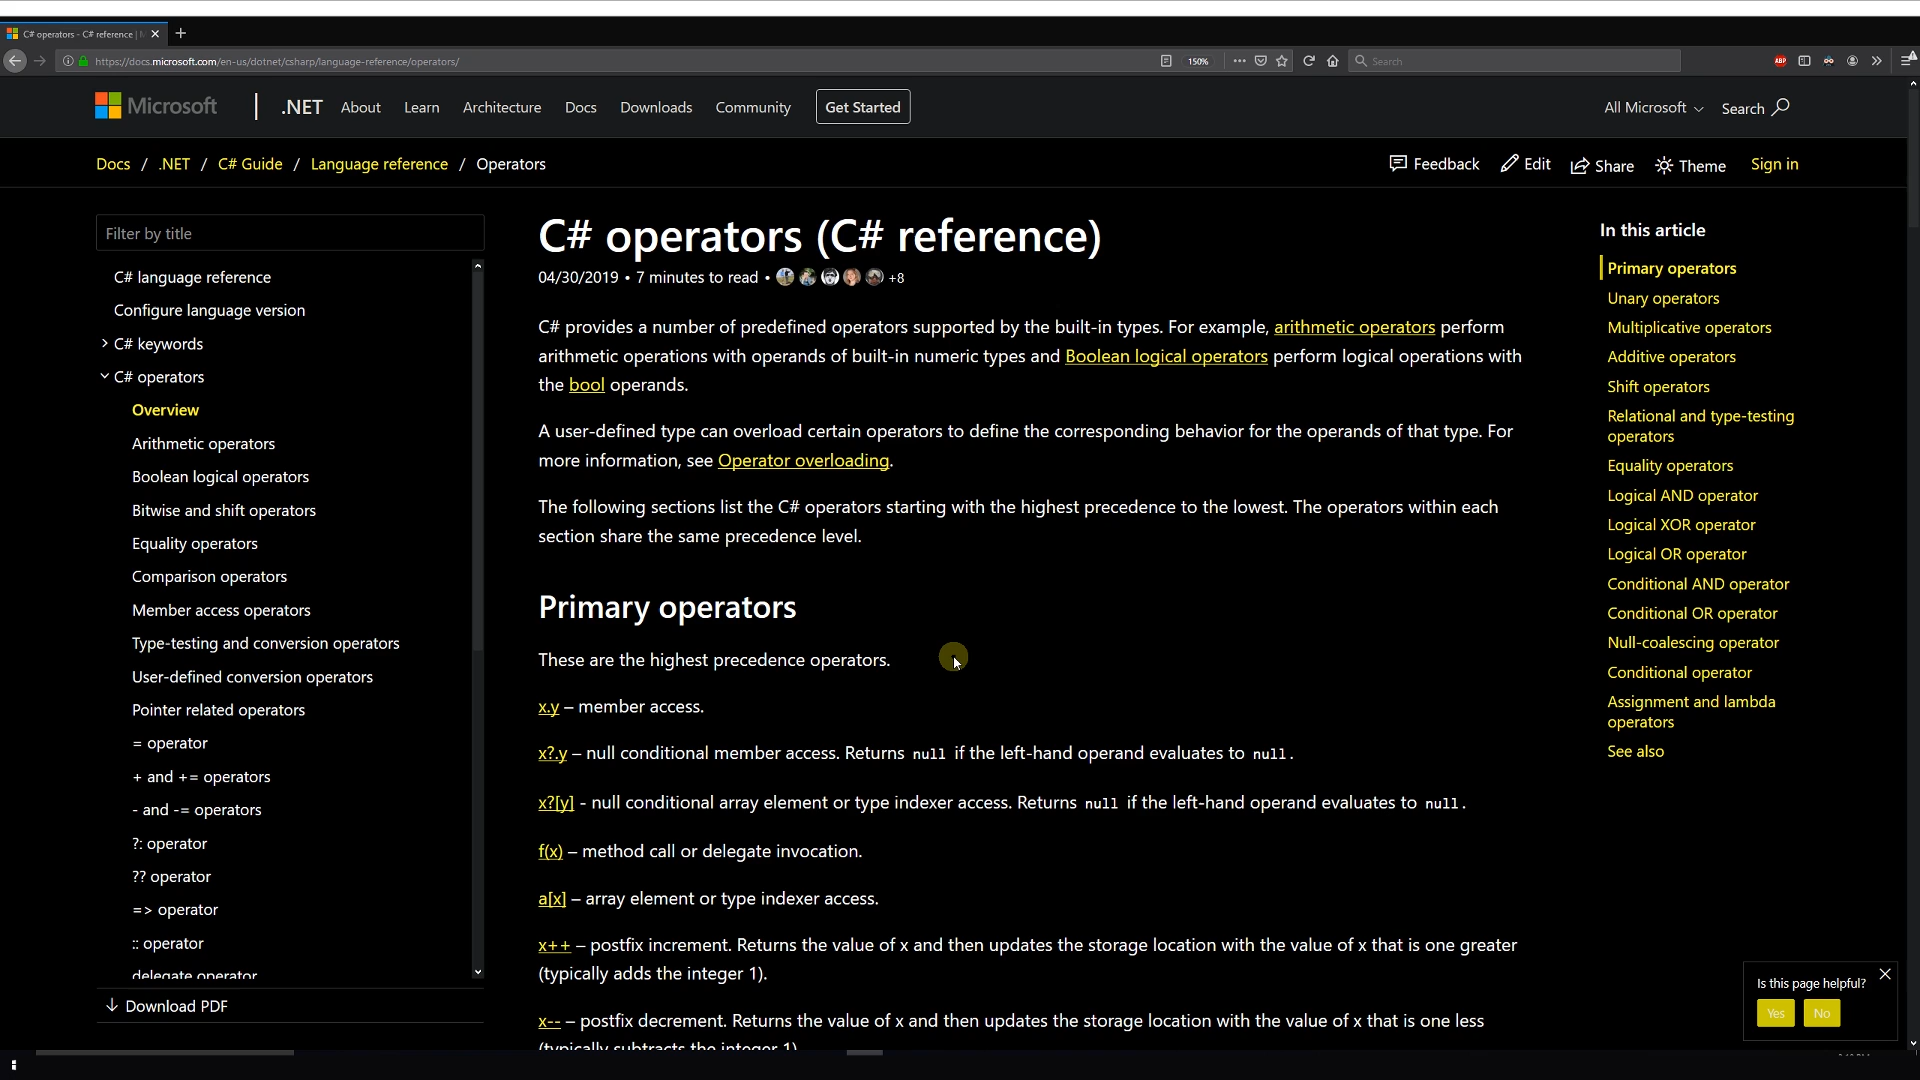 C# operators - C# reference |
https://docs.microsoft.com/en-us/dotnet/csharp/language-reference/operators/
150%
Search
ABP
Microsoft
.NET
About
Learn
Architecture
Docs
Downloads
Community
Get Started
All Microsoft
Search
Docs / .NET / C# Guide / Language reference / Operators
Feedback
Edit
Share
Theme
Sign in
Filter by title
C# language reference
Configure language version
C# keywords
C# operators
Overview
Arithmetic operators
Boolean logical operators
Bitwise and shift operators
Equality operators
Comparison operators
Member access operators
Type-testing and conversion operators
User-defined conversion operators
Pointer related operators
= operator
+ and += operators
- and -= operators
?: operator
?? operator
=> operator
:: operator
delegate operator
Download PDF
C# operators (C# reference)
04/30/2019 • 7 minutes to read • +8
C# provides a number of predefined operators supported by the built-in types. For example, arithmetic operators perform
arithmetic operations with operands of built-in numeric types and Boolean logical operators perform logical operations with
the bool operands.
A user-defined type can overload certain operators to define the corresponding behavior for the operands of that type. For
more information, see Operator overloading.
The following sections list the C# operators starting with the highest precedence to the lowest. The operators within each
section share the same precedence level.
Primary operators
These are the highest precedence operators.
x.y – member access.
x?.y – null conditional member access. Returns null if the left-hand operand evaluates to null.
x?[y] - null conditional array element or type indexer access. Returns null if the left-hand operand evaluates to null.
f(x) – method call or delegate invocation.
a[x] – array element or type indexer access.
x++ – postfix increment. Returns the value of x and then updates the storage location with the value of x that is one greater
(typically adds the integer 1).
x-- – postfix decrement. Returns the value of x and then updates the storage location with the value of x that is one less
(typically subtracts the integer 1)
In this article
Primary operators
Unary operators
Multiplicative operators
Additive operators
Shift operators
Relational and type-testing
operators
Equality operators
Logical AND operator
Logical XOR operator
Logical OR operator
Conditional AND operator
Conditional OR operator
Null-coalescing operator
Conditional operator
Assignment and lambda
operators
See also
Is this page helpful?
Yes
No